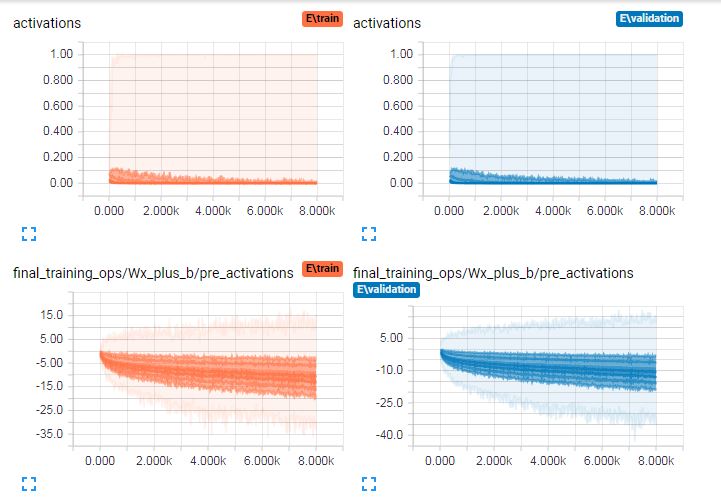 activations E\train activations E\validation
1.00 1.00
0.800 0.800
0.600 0.600
0.400 0.400
0.200 0.200
0.00 0.00
0.000 2.000k 4.000k 6.000k 8.000k 0.000 2.000k 4.000k 6.000k 8.000k
final_training_ops/Wx_plus_b/pre_activations E\train final_training_ops/Wx_plus_b/pre_activations
E\validation
15.0
5.00 5.00
-5.00
-10.0
-15.0
-25.0 -25.0
-35.0 -40.0
0.000 2.000k 4.000k 6.000k 8.000k 0.000 2.000k 4.000k 6.000k 8.000k